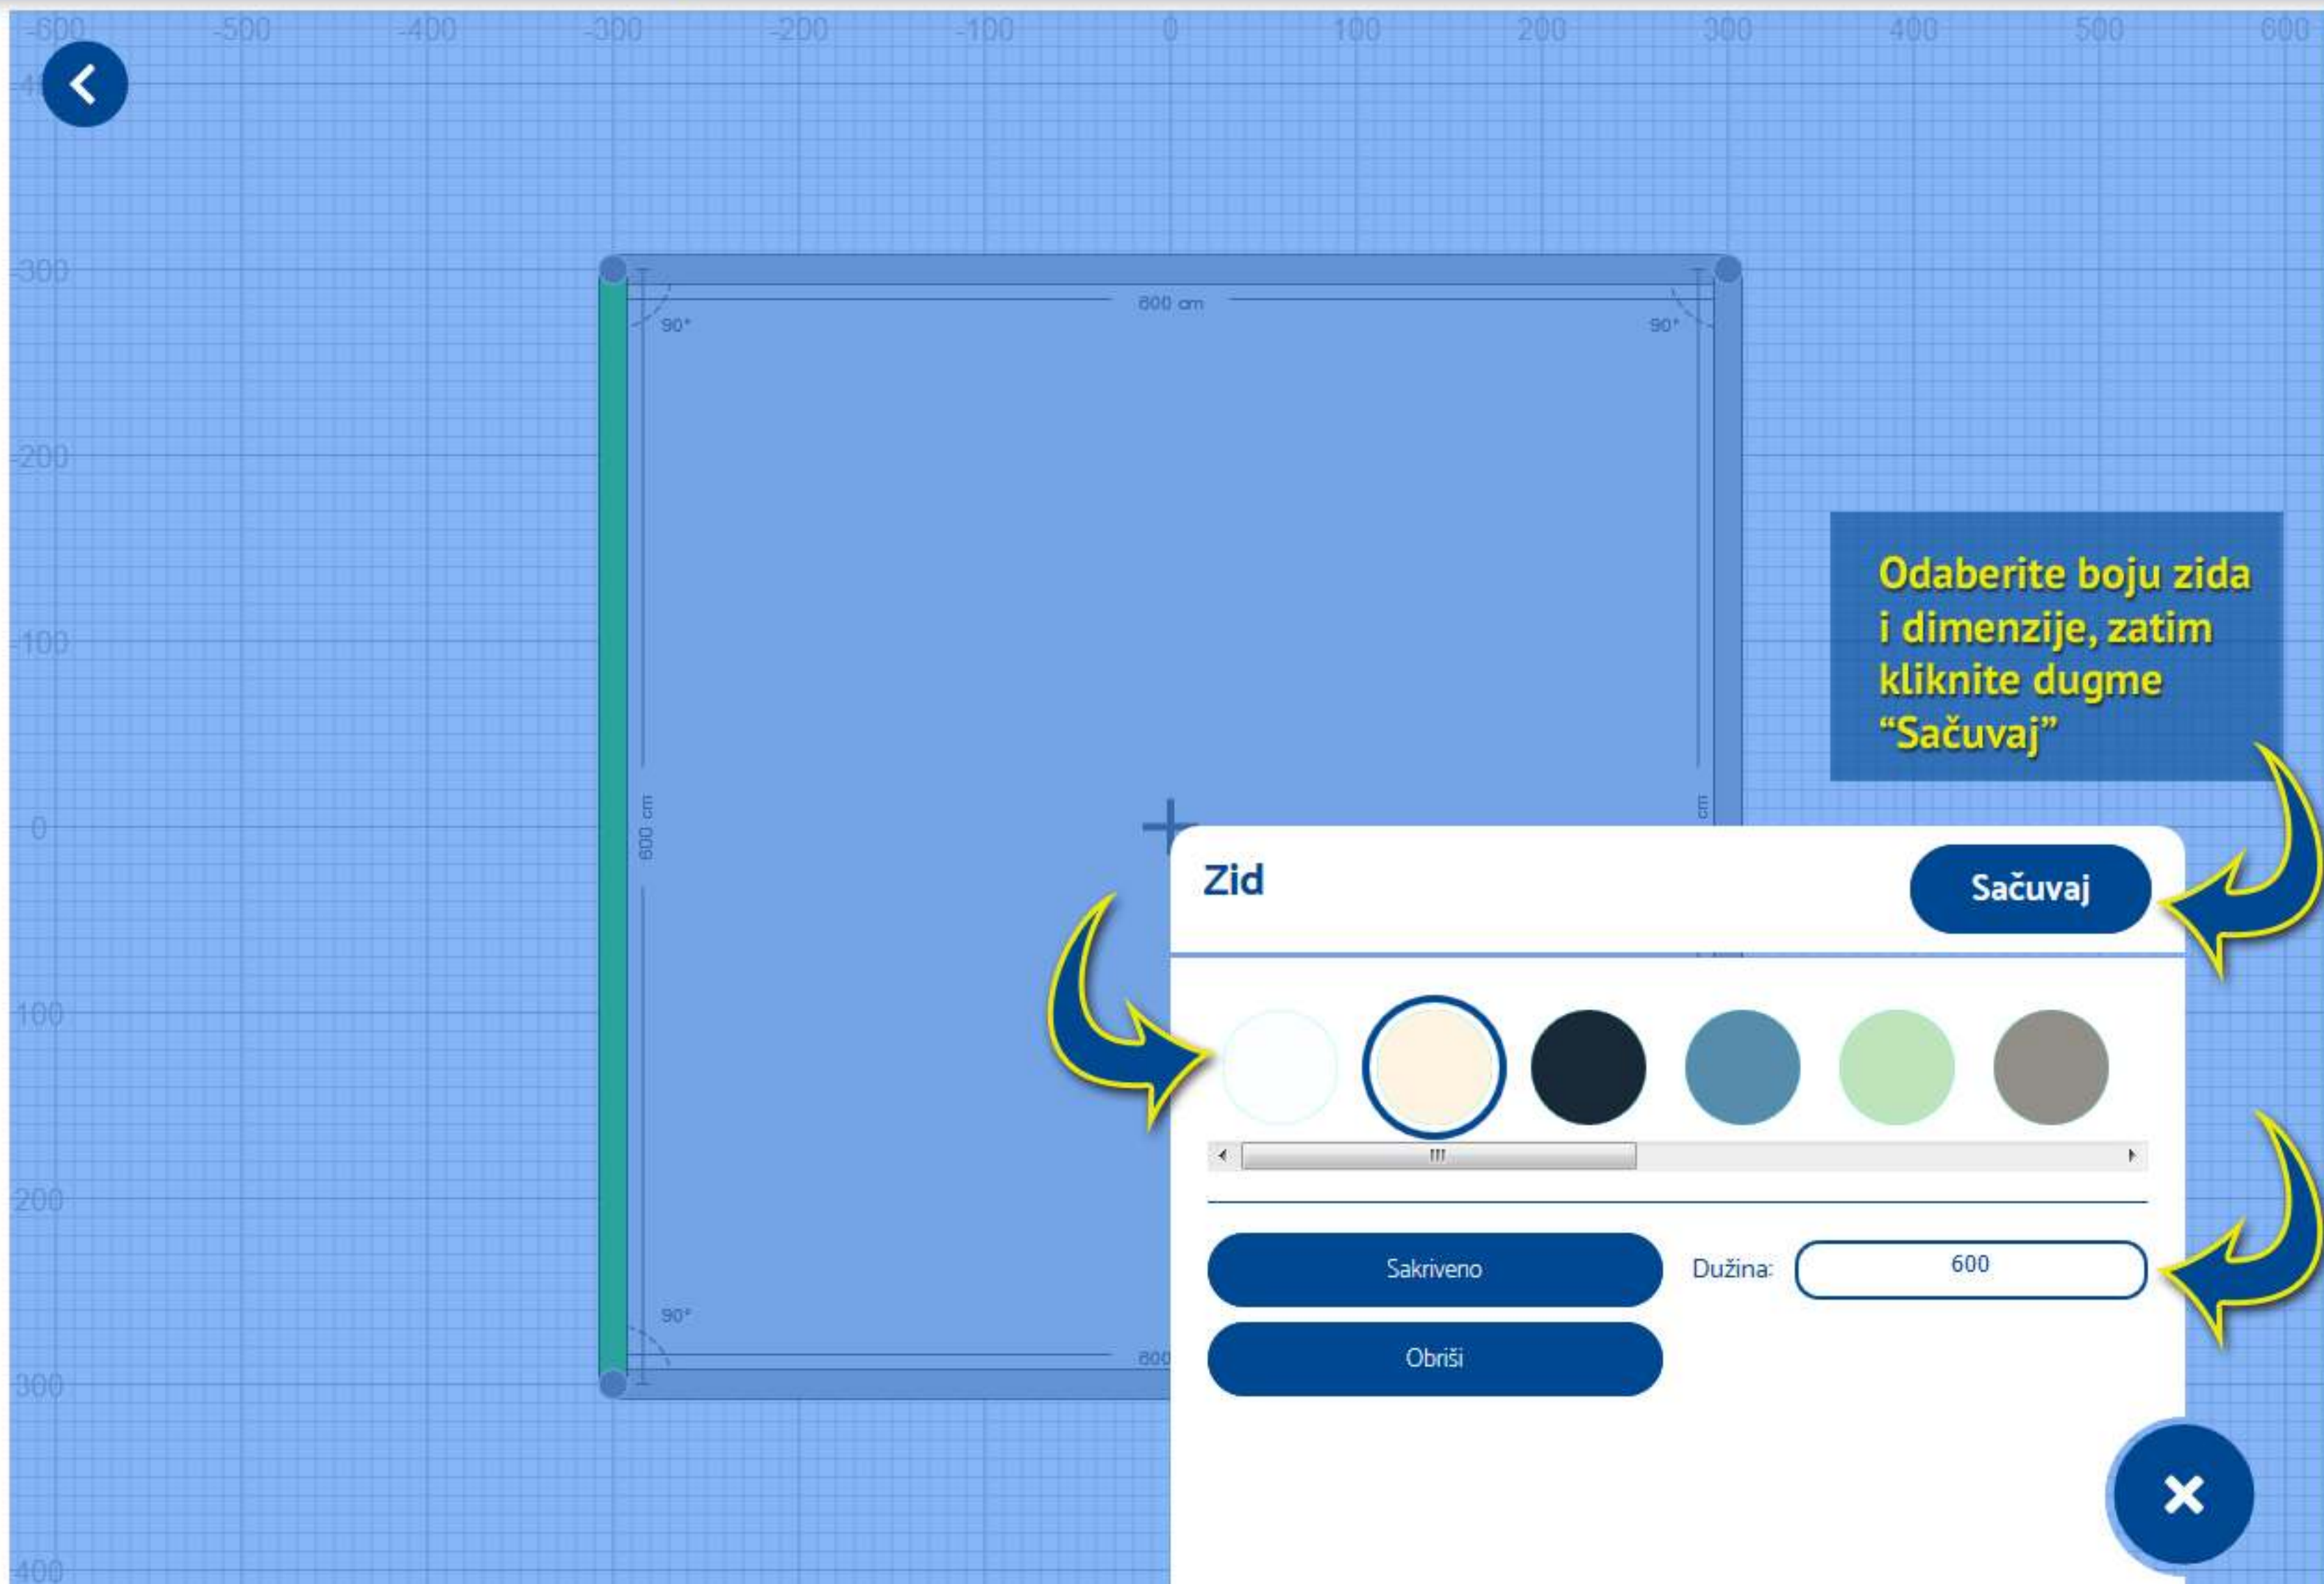 -600 -500 -400 -300 -200 -100 0 100 200 300 400 500 600
-300
600 cm
90°
90°
-200
Odaberite boju zida
i dimenzije, zatim
kliknite dugme
“Sačuvaj”
-100
600 cm
cm
0
Zid
Sačuvaj
100
200
Sakriveno
Dužina:
600
90°
Obriši
600
300
400